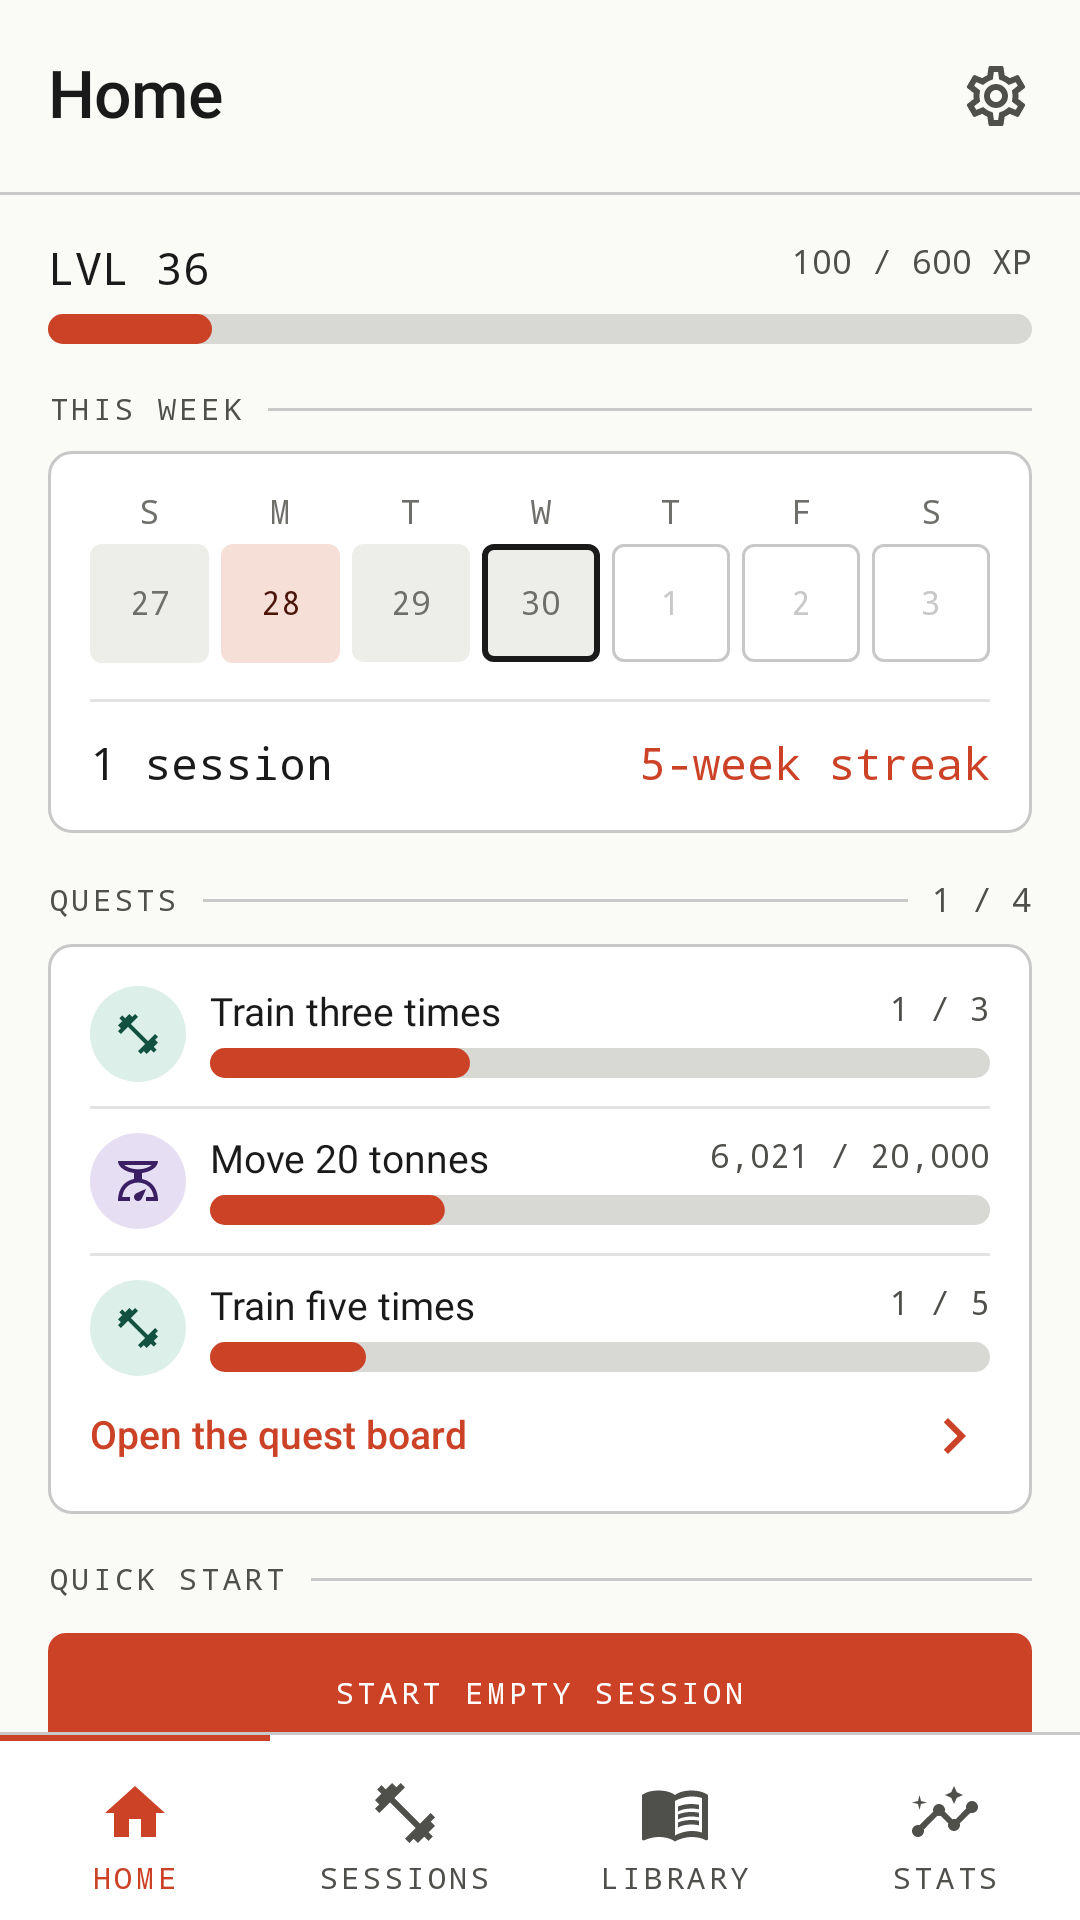 Home
LVL 36
100 / 600 XP
THIS WEEK
S M T W T F S
27 28 29 30 1 2 3
1 session
5-week streak
QUESTS
1 / 4
Train three times
1 / 3
Move 20 tonnes
6,021 / 20,000
Train five times
1 / 5
Open the quest board
QUICK START
START EMPTY SESSION
HOME
SESSIONS
LIBRARY
STATS